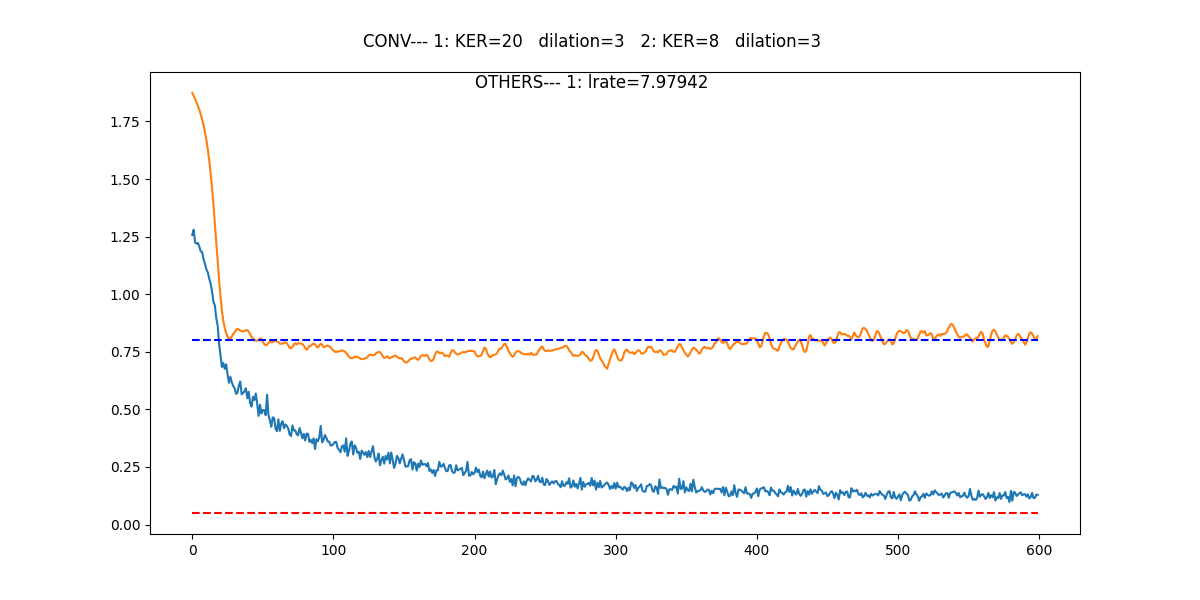 CONV--- 1: KER=20   dilation=3   2: KER=8   dilation=3
OTHERS--- 1: lrate=7.97942
1.75
1.50
1.25
1.00
0.75
0.50
0.25
0.00
0 100 200 300 400 500 600